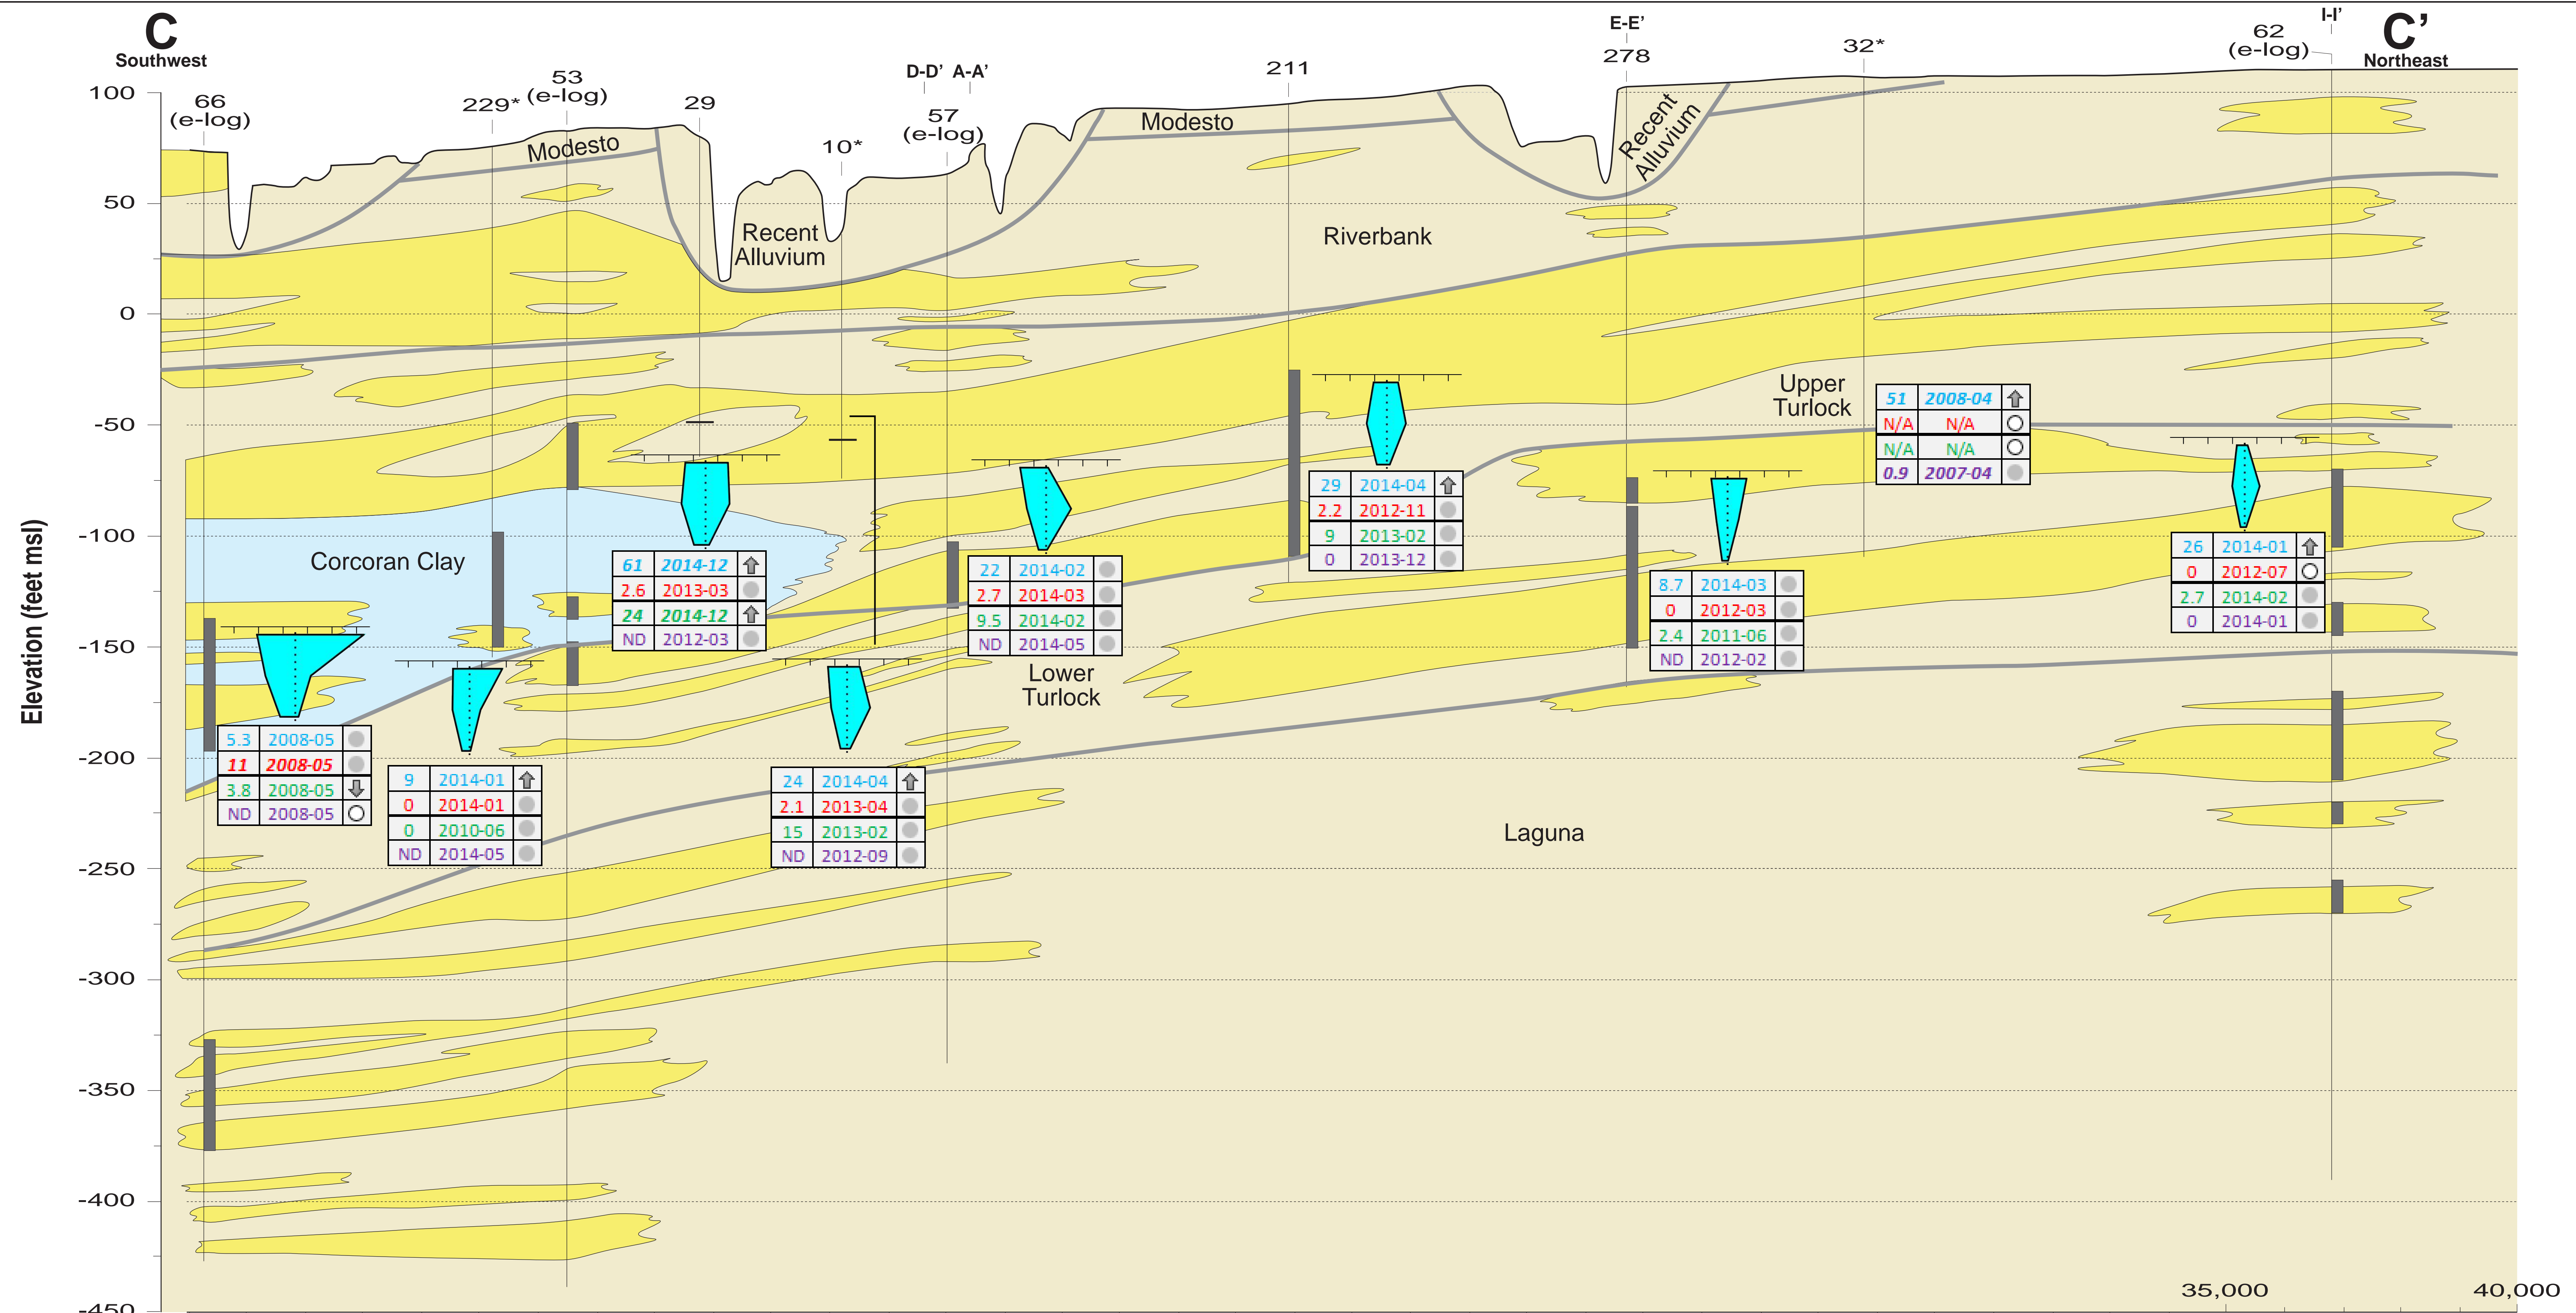 C
Southwest
C'
Northeast
66
(e-log)
229*
53
(e-log)
29
10*
D-D' A-A'
57
(e-log)
211
E-E'
278
32*
62
(e-log)
I-I'
Elevation (feet msl)
100
50
0
-50
-100
-150
-200
-250
-300
-350
-400
-450
Modesto
Recent
Alluvium
Modesto
Riverbank
Recent
Alluvium
Upper
Turlock
Corcoran Clay
Lower
Turlock
Laguna
5.3 2008-05
11 2008-05
3.8 2008-05
ND 2008-05
9 2014-01
0 2014-01
0 2010-06
ND 2014-05
61 2014-12
2.6 2013-03
24 2014-12
ND 2012-03
24 2014-04
2.1 2013-04
15 2013-02
ND 2012-09
22 2014-02
2.7 2014-03
9.5 2014-02
ND 2014-05
29 2014-04
2.2 2012-11
9 2013-02
0 2013-12
8.7 2014-03
0 2012-03
2.4 2011-06
ND 2012-02
51 2008-04
N/A N/A
N/A N/A
0.9 2007-04
26 2014-01
0 2012-07
2.7 2014-02
0 2014-01
35,000
40,000